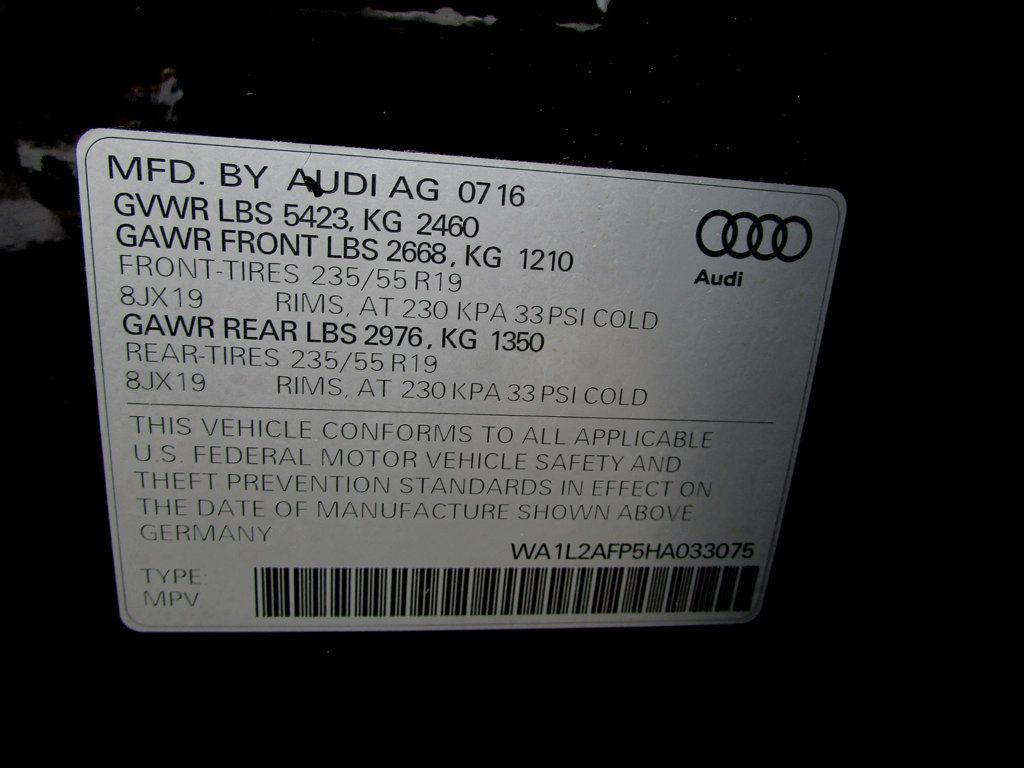 MFD. BY AUDI AG 07 16
GVWR LBS 5423, KG 2460
GAWR FRONT LBS 2668, KG 1210
FRONT-TIRES 235/55 R19
8JX19 RIMS, AT 230 KPA 33 PSI COLD
GAWR REAR LBS 2976, KG 1350
REAR-TIRES 235/55 R19
8JX19 RIMS, AT 230 KPA 33 PSI COLD
Audi
THIS VEHICLE CONFORMS TO ALL APPLICABLE
U.S. FEDERAL MOTOR VEHICLE SAFETY AND
THEFT PREVENTION STANDARDS IN EFFECT ON
THE DATE OF MANUFACTURE SHOWN ABOVE
GERMANY
WA1L2AFP5HA033075
TYPE:
MPV